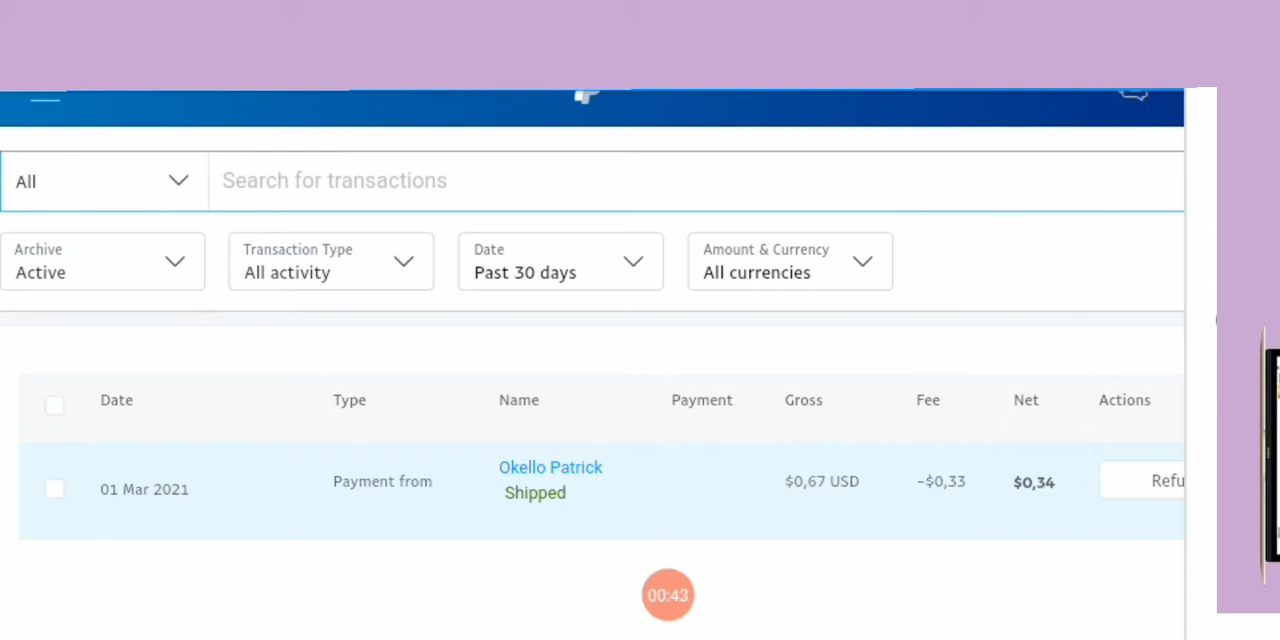 All
Search for transactions
Archive
Active
Transaction Type
All activity
Date
Past 30 days
Amount & Currency
All currencies
Date Type Name Payment Gross Fee Net Actions
01 Mar 2021 Payment from Okello Patrick $0,67 USD -$0,33 $0,34 Refu
Shipped
00:43